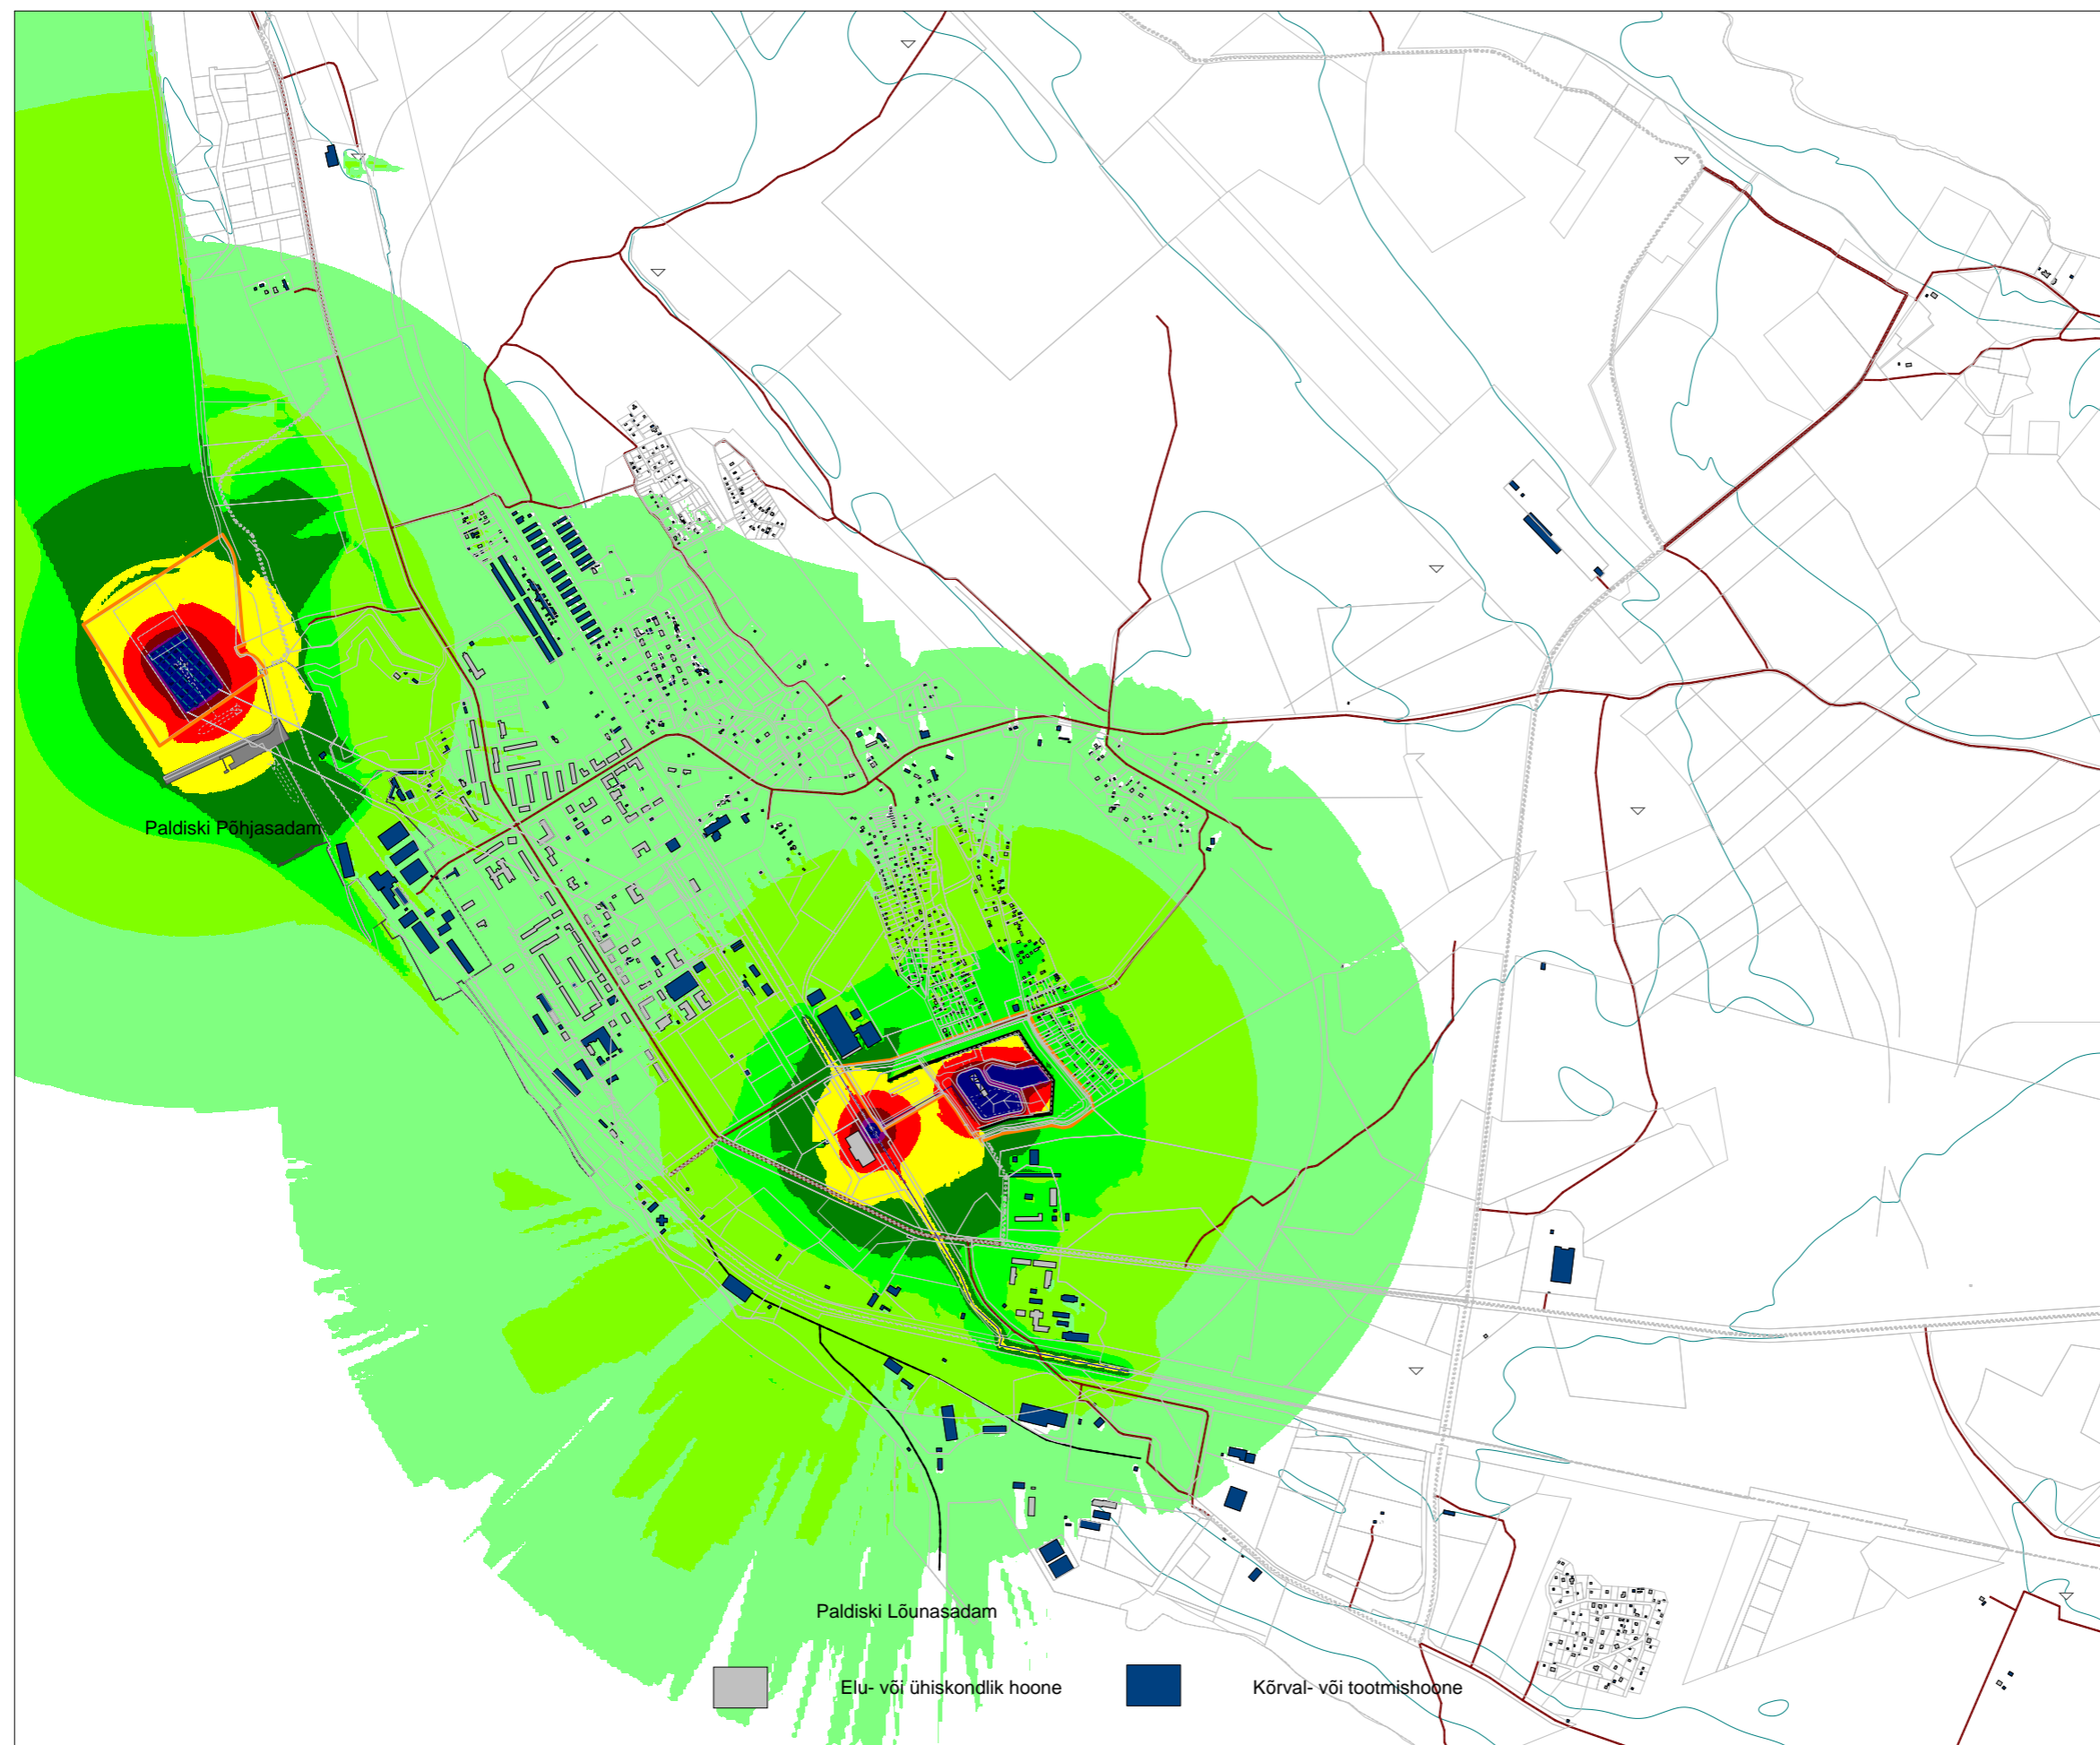 Paldiski Põhjasadam
Paldiski Lõunasadam
Elu- või ühiskondlik hoone
Kõrval- või tootmishoone